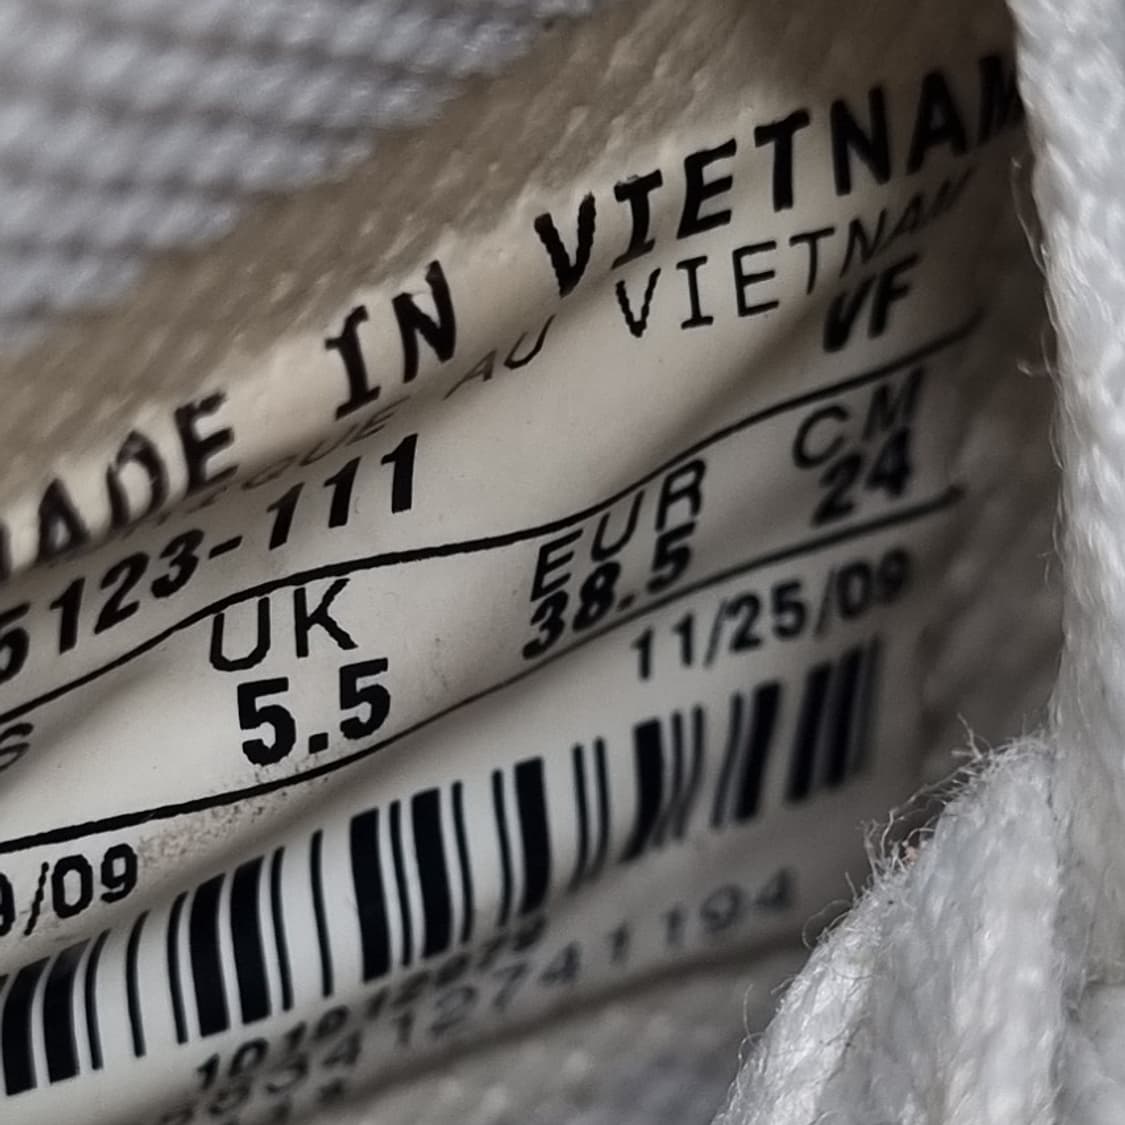 MADE IN VIETNAM
AU VIETNAM
5123-111 VF
UK EUR CM
5.5 38.5 24
9/09 11/25/09